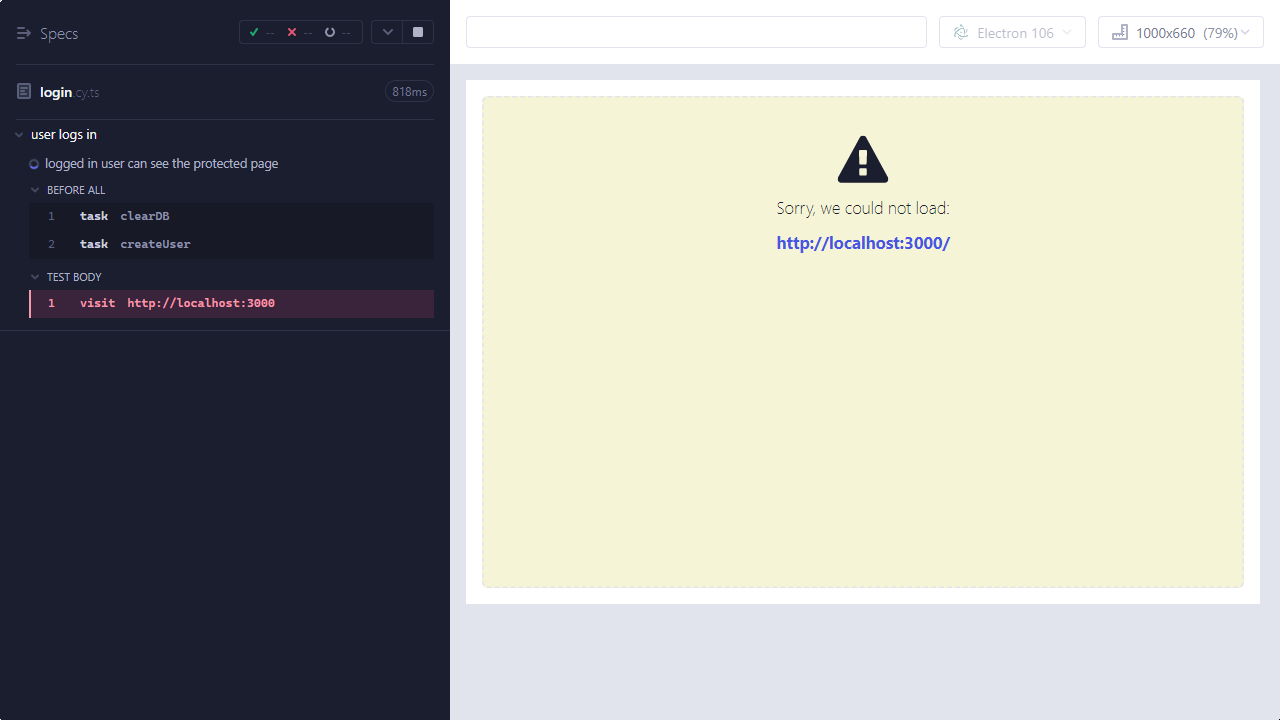 Specs
-- -- --
login.cy.ts 818ms
user logs in
logged in user can see the protected page
BEFORE ALL
1 task clearDB
2 task createUser
TEST BODY
1 visit http://localhost:3000
Electron 106
1000x660 (79%)
Sorry, we could not load:
http://localhost:3000/